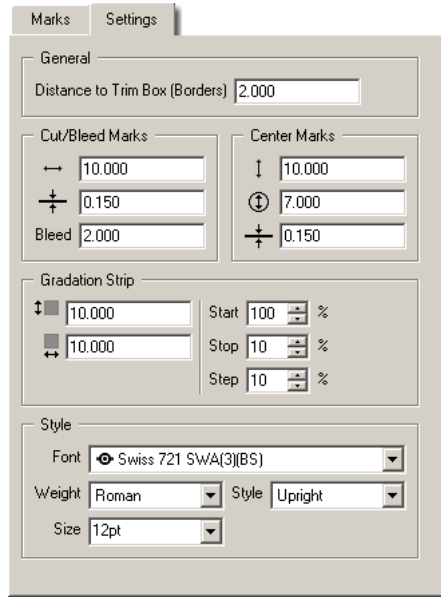 Marks Settings
General
Distance to Trim Box (Borders) 2.000
Cut/Bleed Marks
10.000
0.150
Bleed 2.000
Center Marks
10.000
7.000
0.150
Gradation Strip
10.000
10.000
Start 100 %
Stop 10 %
Step 10 %
Style
Font Swiss 721 SWA(3)(BS)
Weight Roman Style Upright
Size 12pt